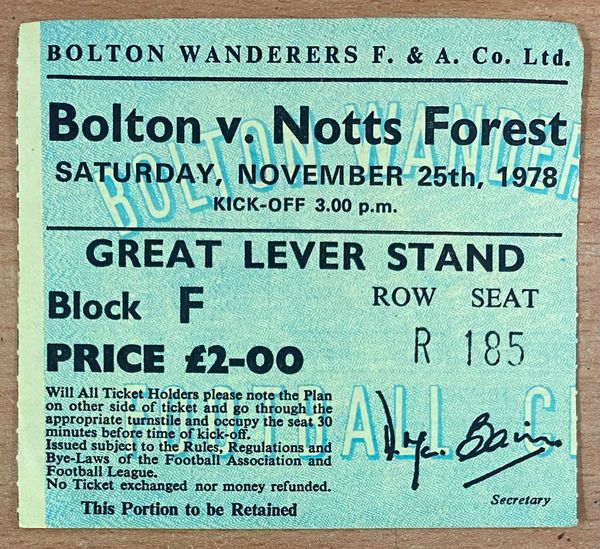 BOLTON WANDERERS F. & A. Co. Ltd.
Bolton v. Notts Forest
SATURDAY, NOVEMBER 25th, 1978
KICK-OFF 3.00 p.m.
GREAT LEVER STAND
Block F
ROW SEAT
R 185
PRICE £2-00
Will All Ticket Holders please note the Plan
on other side of ticket and go through the
appropriate turnstile and occupy the seat 30
minutes before time of kick-off.
Issued subject to the Rules, Regulations and
Bye-Laws of the Football Association and
Football League.
No Ticket exchanged nor money refunded.
This Portion to be Retained
Secretary
BOLTON WANDER
FOOTBALL C